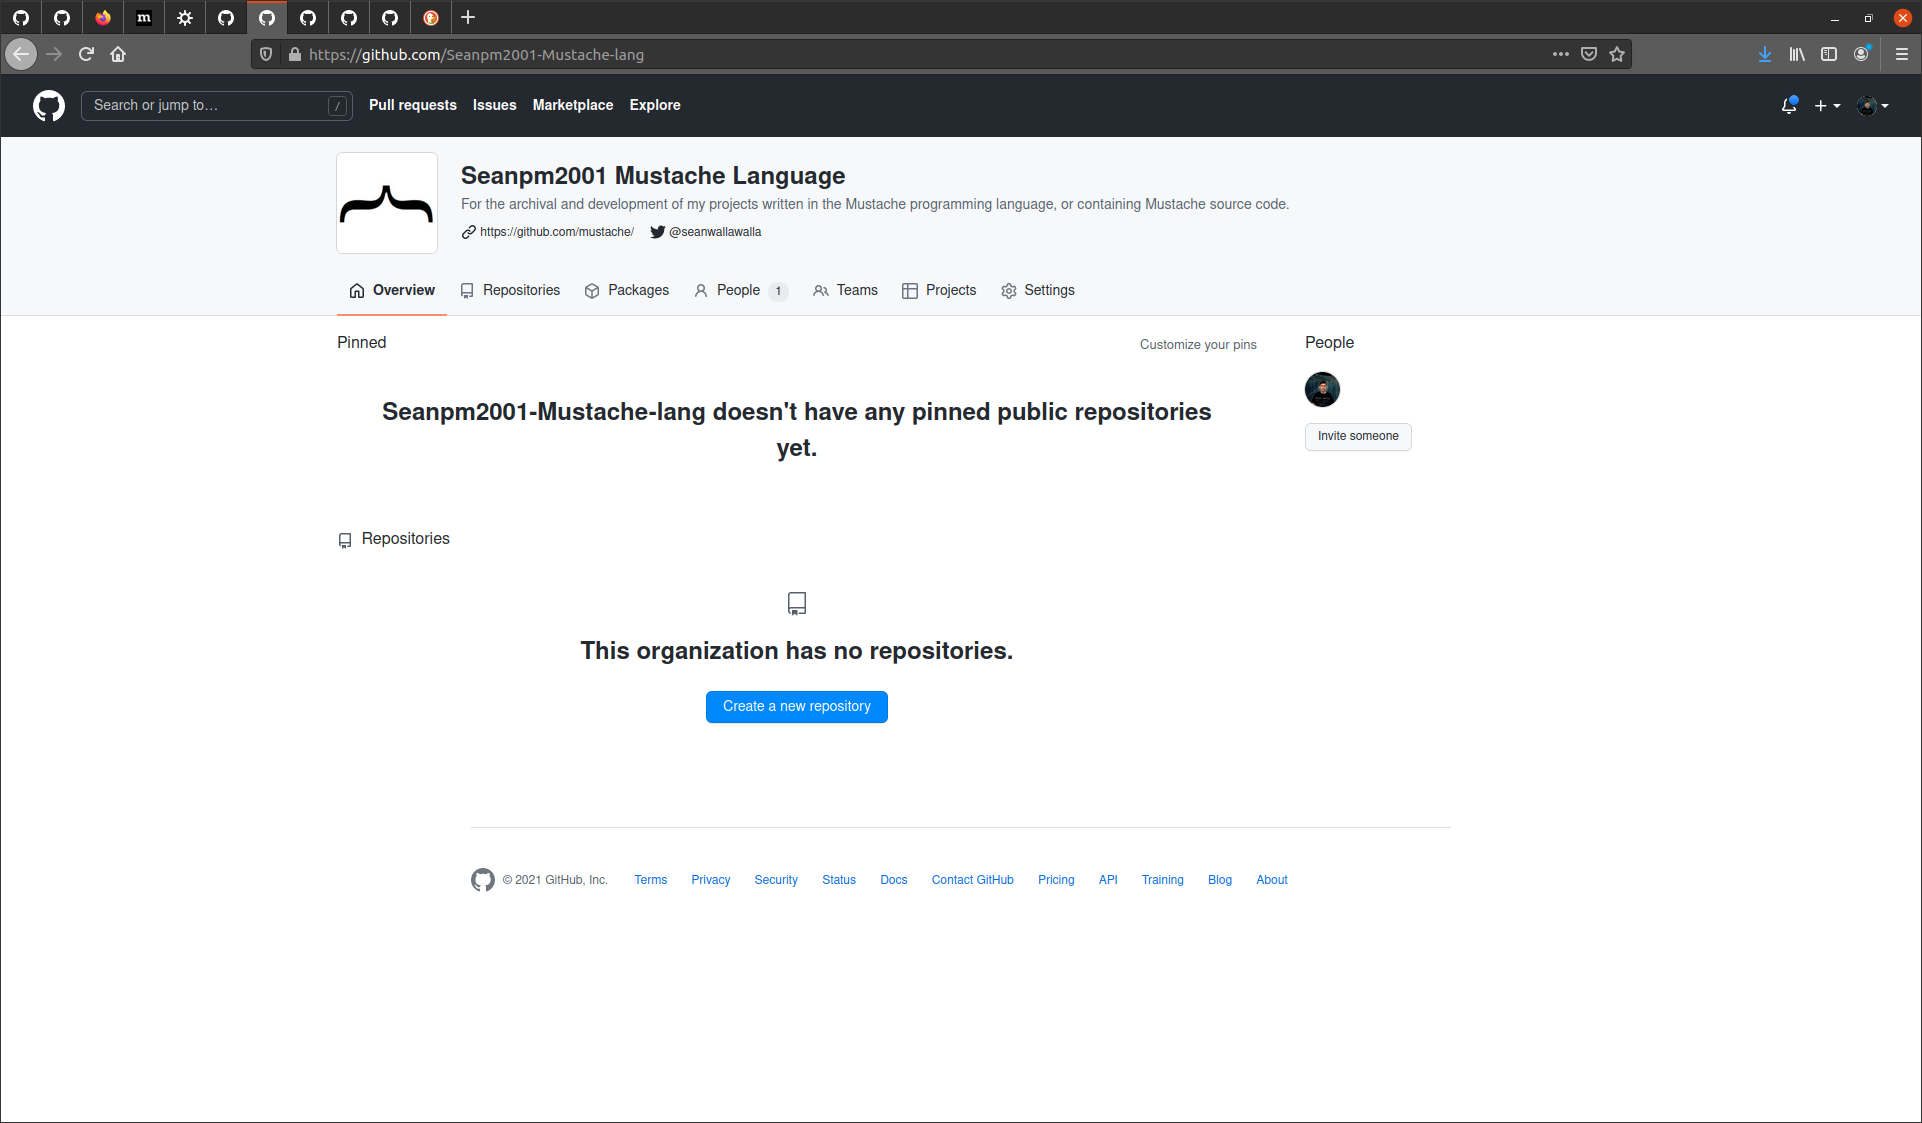 m
https://github.com/Seanpm2001-Mustache-lang
Search or jump to…
/
Pull requests
Issues
Marketplace
Explore
Seanpm2001 Mustache Language
For the archival and development of my projects written in the Mustache programming language, or containing Mustache source code.
https://github.com/mustache/
@seanwallawalla
Overview
Repositories
Packages
People 1
Teams
Projects
Settings
Pinned
Customize your pins
People
Seanpm2001-Mustache-lang doesn't have any pinned public repositories
yet.
Invite someone
Repositories
This organization has no repositories.
Create a new repository
© 2021 GitHub, Inc.
Terms
Privacy
Security
Status
Docs
Contact GitHub
Pricing
API
Training
Blog
About